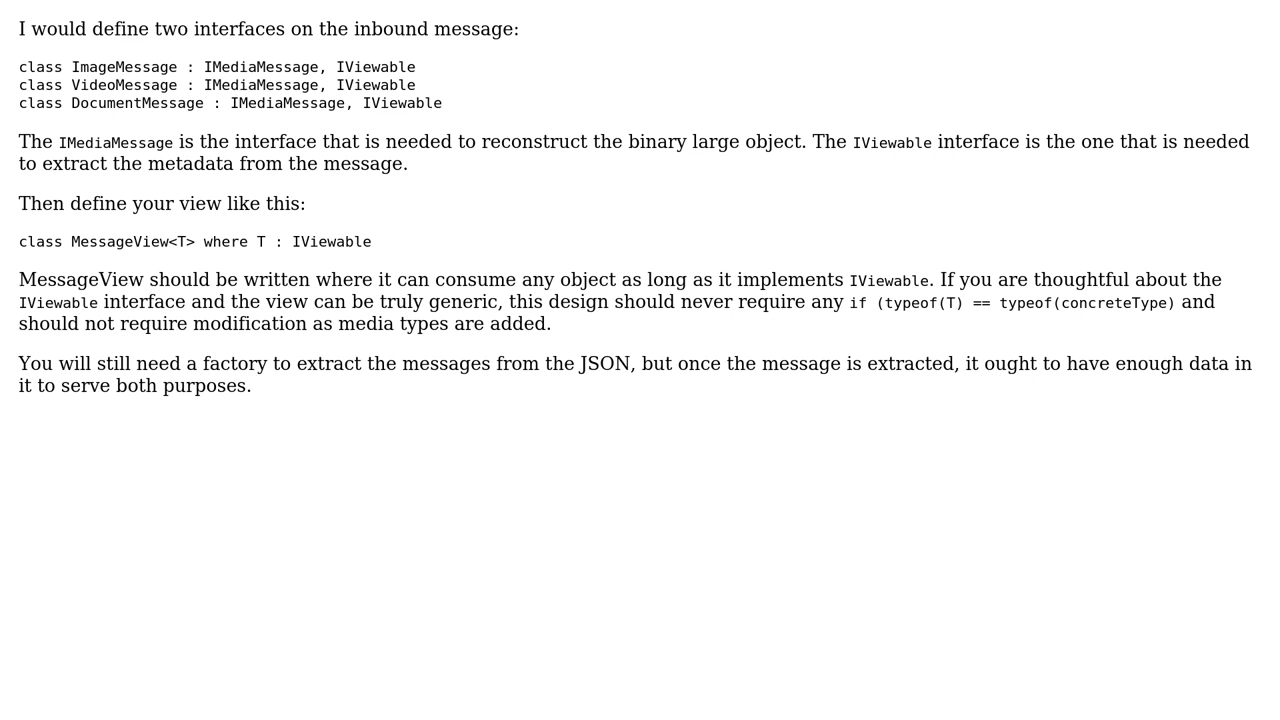 I would define two interfaces on the inbound message:
class ImageMessage : IMediaMessage, IViewable
class VideoMessage : IMediaMessage, IViewable
class DocumentMessage : IMediaMessage, IViewable
The IMediaMessage is the interface that is needed to reconstruct the binary large object. The IViewable interface is the one that is needed
to extract the metadata from the message.
Then define your view like this:
class MessageView<T> where T : IViewable
MessageView should be written where it can consume any object as long as it implements IViewable. If you are thoughtful about the
IViewable interface and the view can be truly generic, this design should never require any if (typeof(T) == typeof(concreteType) and
should not require modification as media types are added.
You will still need a factory to extract the messages from the JSON, but once the message is extracted, it ought to have enough data in
it to serve both purposes.